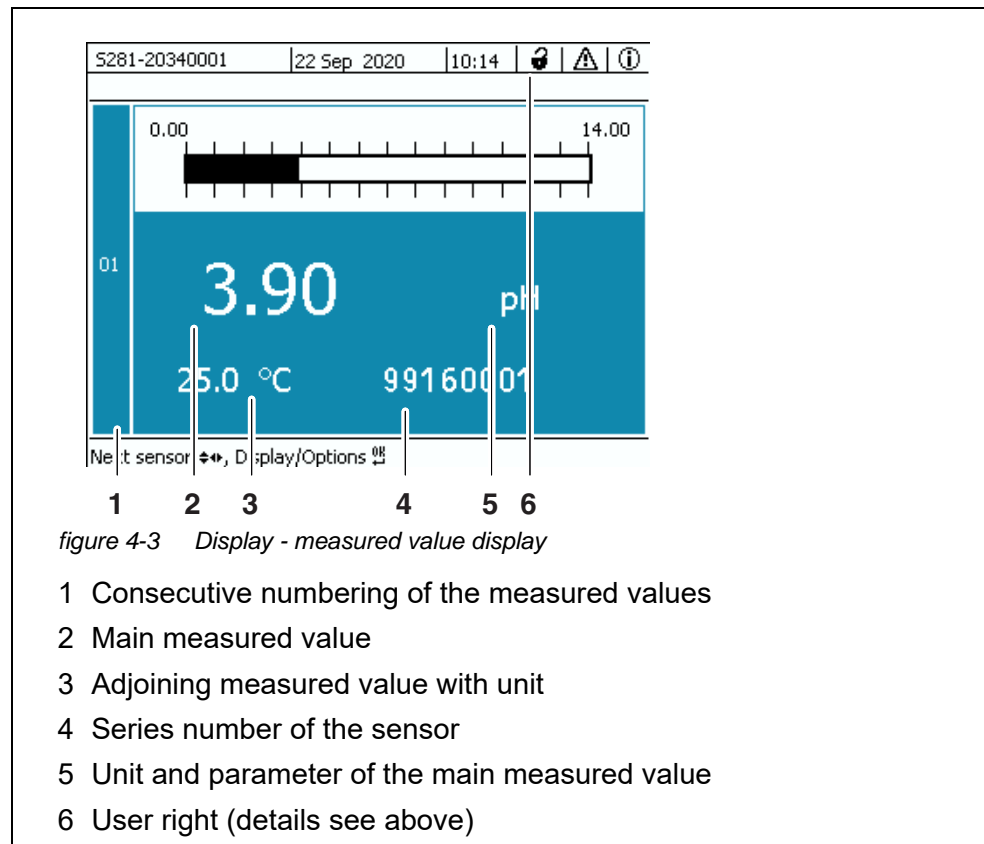 S281-20340001 22 Sep 2020 10:14
0.00 14.00
01
3.90 pH
25.0 °C 99160001
Next sensor, Display/Options OK
1 2 3 4 5 6
figure 4-3 Display - measured value display
1 Consecutive numbering of the measured values
2 Main measured value
3 Adjoining measured value with unit
4 Series number of the sensor
5 Unit and parameter of the main measured value
6 User right (details see above)